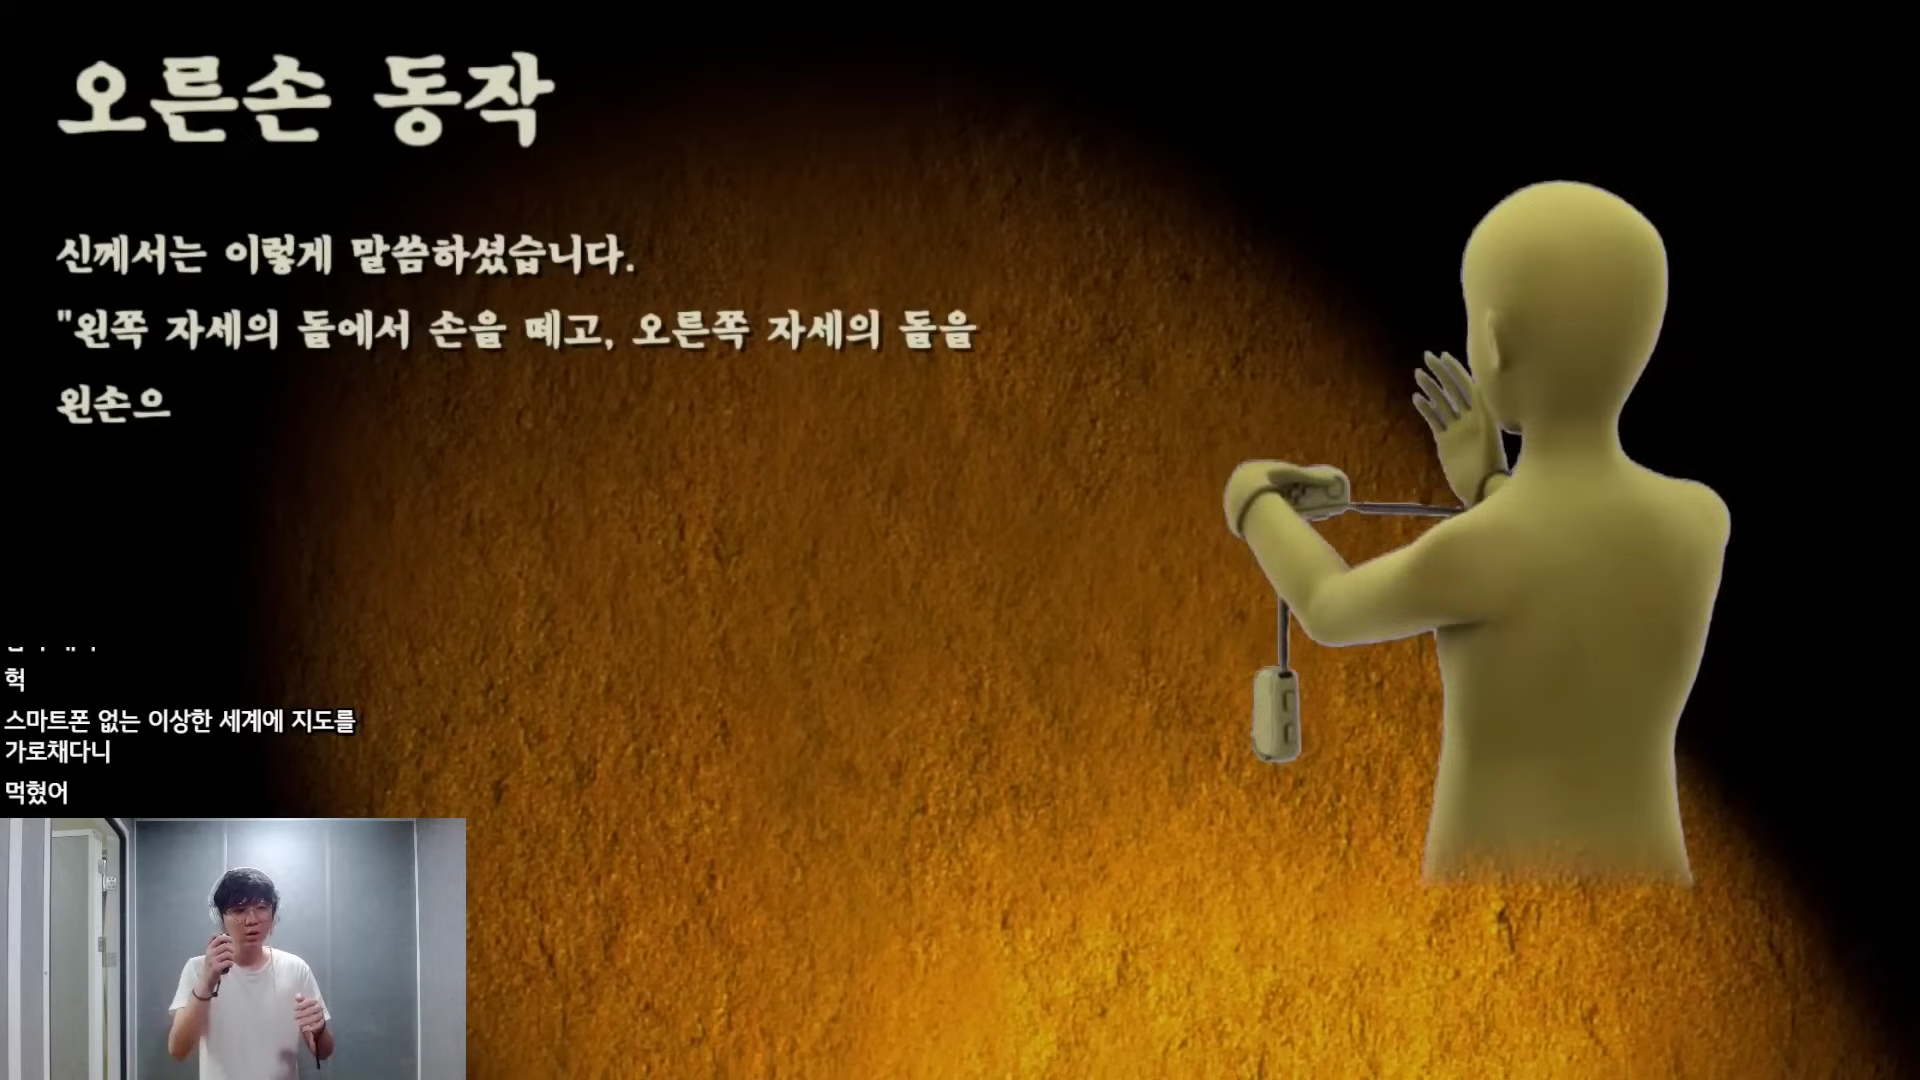 오른손 동작
신께서는 이렇게 말씀하셨습니다.
"왼쪽 자세의 돌에서 손을 떼고, 오른쪽 자세의 돌을
왼손으
헉
스마트폰 없는 이상한 세계에 지도를
가로채다니
먹혔어